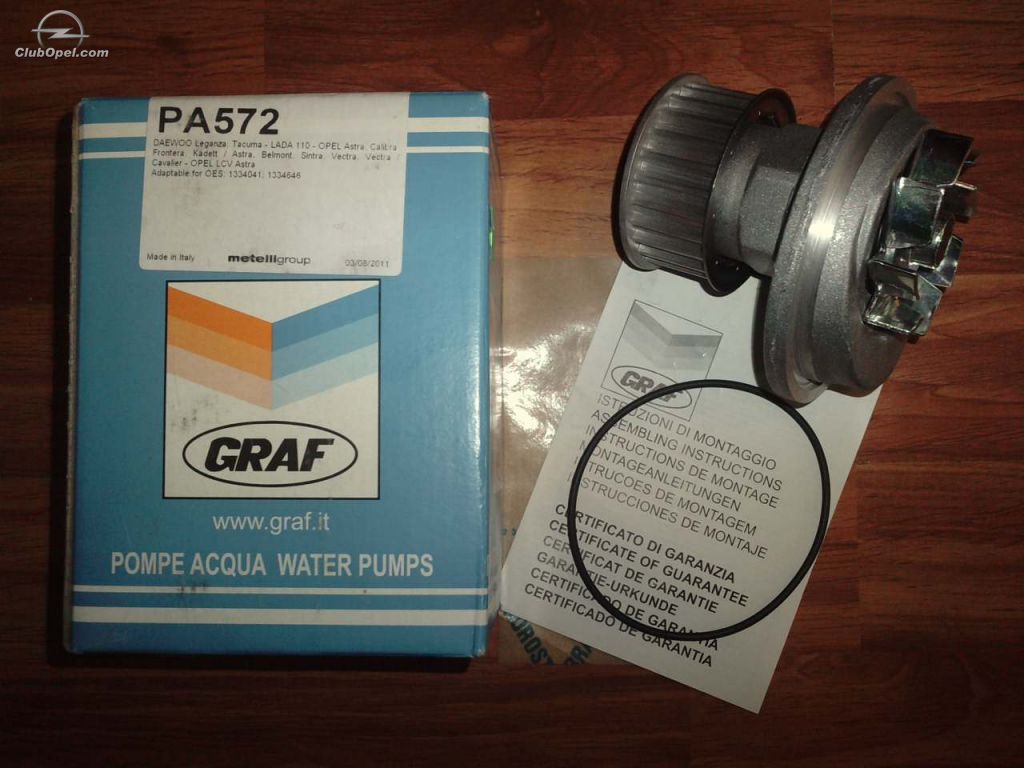 ClubOpel.com
PA572
DAEWOO Leganza, Tacuma - LADA 110 - OPEL Astra, Calibra
Frontera, Kadett / Astra, Belmont, Sintra, Vectra, Vectra /
Cavalier - OPEL LCV Astra
Adaptable for OES: 1334041; 1334646
Made in Italy
metelligroup
03/08/2011
GRAF
www.graf.it
POMPE ACQUA WATER PUMPS
GRAF
ISTRUZIONI DI MONTAGGIO
ASSEMBLING INSTRUCTIONS
INSTRUCTIONS DE MONTAGE
MONTAGEANLEITUNGEN
INSTRUCOES DE MONTAGEM
INSTRUCCIONES DE MONTAJE
CERTIFICATO DI GARANZIA
CERTIFICATE OF GUARANTEE
CERTIFICAT DE GARANTIE
GARANTIE-URKUNDE
CERTIFICADO DE GARANTIA
CERTIFICADO DE GARANTIA